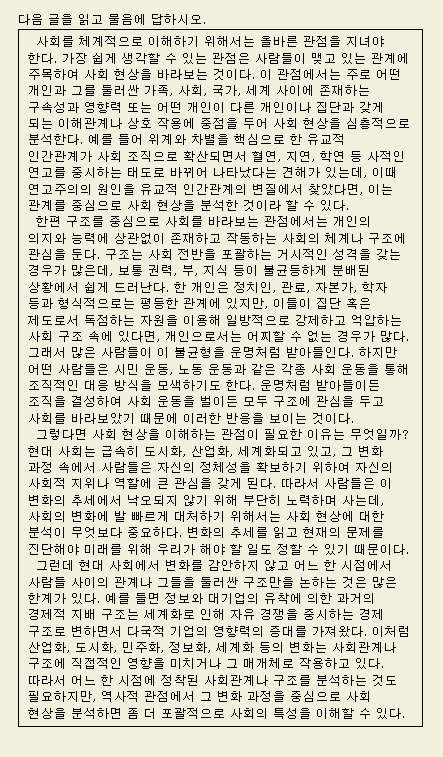 다음 글을 읽고 물음에 답하시오.
사회를 체계적으로 이해하기 위해서는 올바른 관점을 지녀야
한다. 가장 쉽게 생각할 수 있는 관점은 사람들이 맺고 있는 관계에
주목하여 사회 현상을 바라보는 것이다. 이 관점에서는 주로 어떤
개인과 그를 둘러싼 가족, 사회, 국가, 세계 사이에 존재하는
구속성과 영향력 또는 어떤 개인이나 다른 개인이나 집단과 갖게
되는 이해관계나 상호 작용에 중점을 두어 사회 현상을 심층적으로
분석한다. 예를 들어 위계와 차별을 핵심으로 한 유교적
인간관계가 사회 조직으로 확산되면서 혈연, 지연, 학연 등 사적인
연고를 중시하는 태도로 바뀌어 나타났다는 견해가 있는데, 이때
연고주의의 원인을 유교적 인간관계의 변질에서 찾았다면, 이는
관계를 중심으로 사회 현상을 분석한 것이라 할 수 있다.
한편 구조를 중심으로 사회를 바라보는 관점에서는 개인의
의지와 능력에 상관없이 존재하고 작동하는 사회의 체계나 구조에
관심을 둔다. 구조는 사회 전반을 포괄하는 거시적인 성격을 갖는
경우가 많은데, 보통 권력, 부, 지식 등이 불균등하게 분배된
상황에서 쉽게 드러난다. 한 개인은 정치인, 관료, 자본가, 학자
등과 형식적으로는 평등한 관계에 있지만, 이들이 집단 혹은
제도로서 독점하는 자원을 이용해 일방적으로 강제하고 억압하는
사회 구조 속에 있다면, 개인으로서는 어찌할 수 없는 경우가 많다.
그래서 많은 사람들이 이 불균형을 운명처럼 받아들인다. 하지만
어떤 사람들은 시민 운동, 노동 운동과 같은 각종 사회 운동을 통해
조직적인 대응 방식을 모색하기도 한다. 운명처럼 받아들이든
조직을 결성하여 사회 운동을 벌이든 모두 구조에 관심을 두고
사회를 바라보았기 때문에 이러한 반응을 보이는 것이다.
그렇다면 사회 현상을 이해하는 관점이 필요한 이유는 무엇일까?
현대 사회는 급속히 도시화, 산업화, 세계화되고 있고, 그 변화
과정 속에서 사람들은 자신의 정체성을 확보하기 위하여 자신의
사회적 지위나 역할에 큰 관심을 갖게 된다. 따라서 사람들은 이
변화의 추세에서 낙오되지 않기 위해 부단히 노력하며 사는데,
사회의 변화에 발 빠르게 대처하기 위해서는 사회 현상에 대한
분석이 무엇보다 중요하다. 변화의 추세를 읽고 현재의 문제를
진단해야 미래를 위해 우리가 해야 할 일도 정할 수 있기 때문이다.
그런데 현대 사회에서 변화를 감안하지 않고 어느 한 시점에서
사람들 사이의 관계나 그들을 둘러싼 구조만을 논하는 것은 많은
한계가 있다. 예를 들면 정보와 대기업의 유착에 의한 과거의
경제적 지배 구조는 세계화로 인해 자유 경쟁을 중시하는 경제
구조로 변하면서 다국적 기업의 영향력의 증대를 가져왔다. 이처럼
산업화, 도시화, 민주화, 정보화, 세계화 등의 변화는 사회관계나
구조에 직접적인 영향을 미치거나 그 매개체로 작용하고 있다.
따라서 어느 한 시점에 정착된 사회관계나 구조를 분석하는 것도
필요하지만, 역사적 관점에서 그 변화 과정을 중심으로 사회
현상을 분석하면 좀 더 포괄적으로 사회의 특성을 이해할 수 있다.